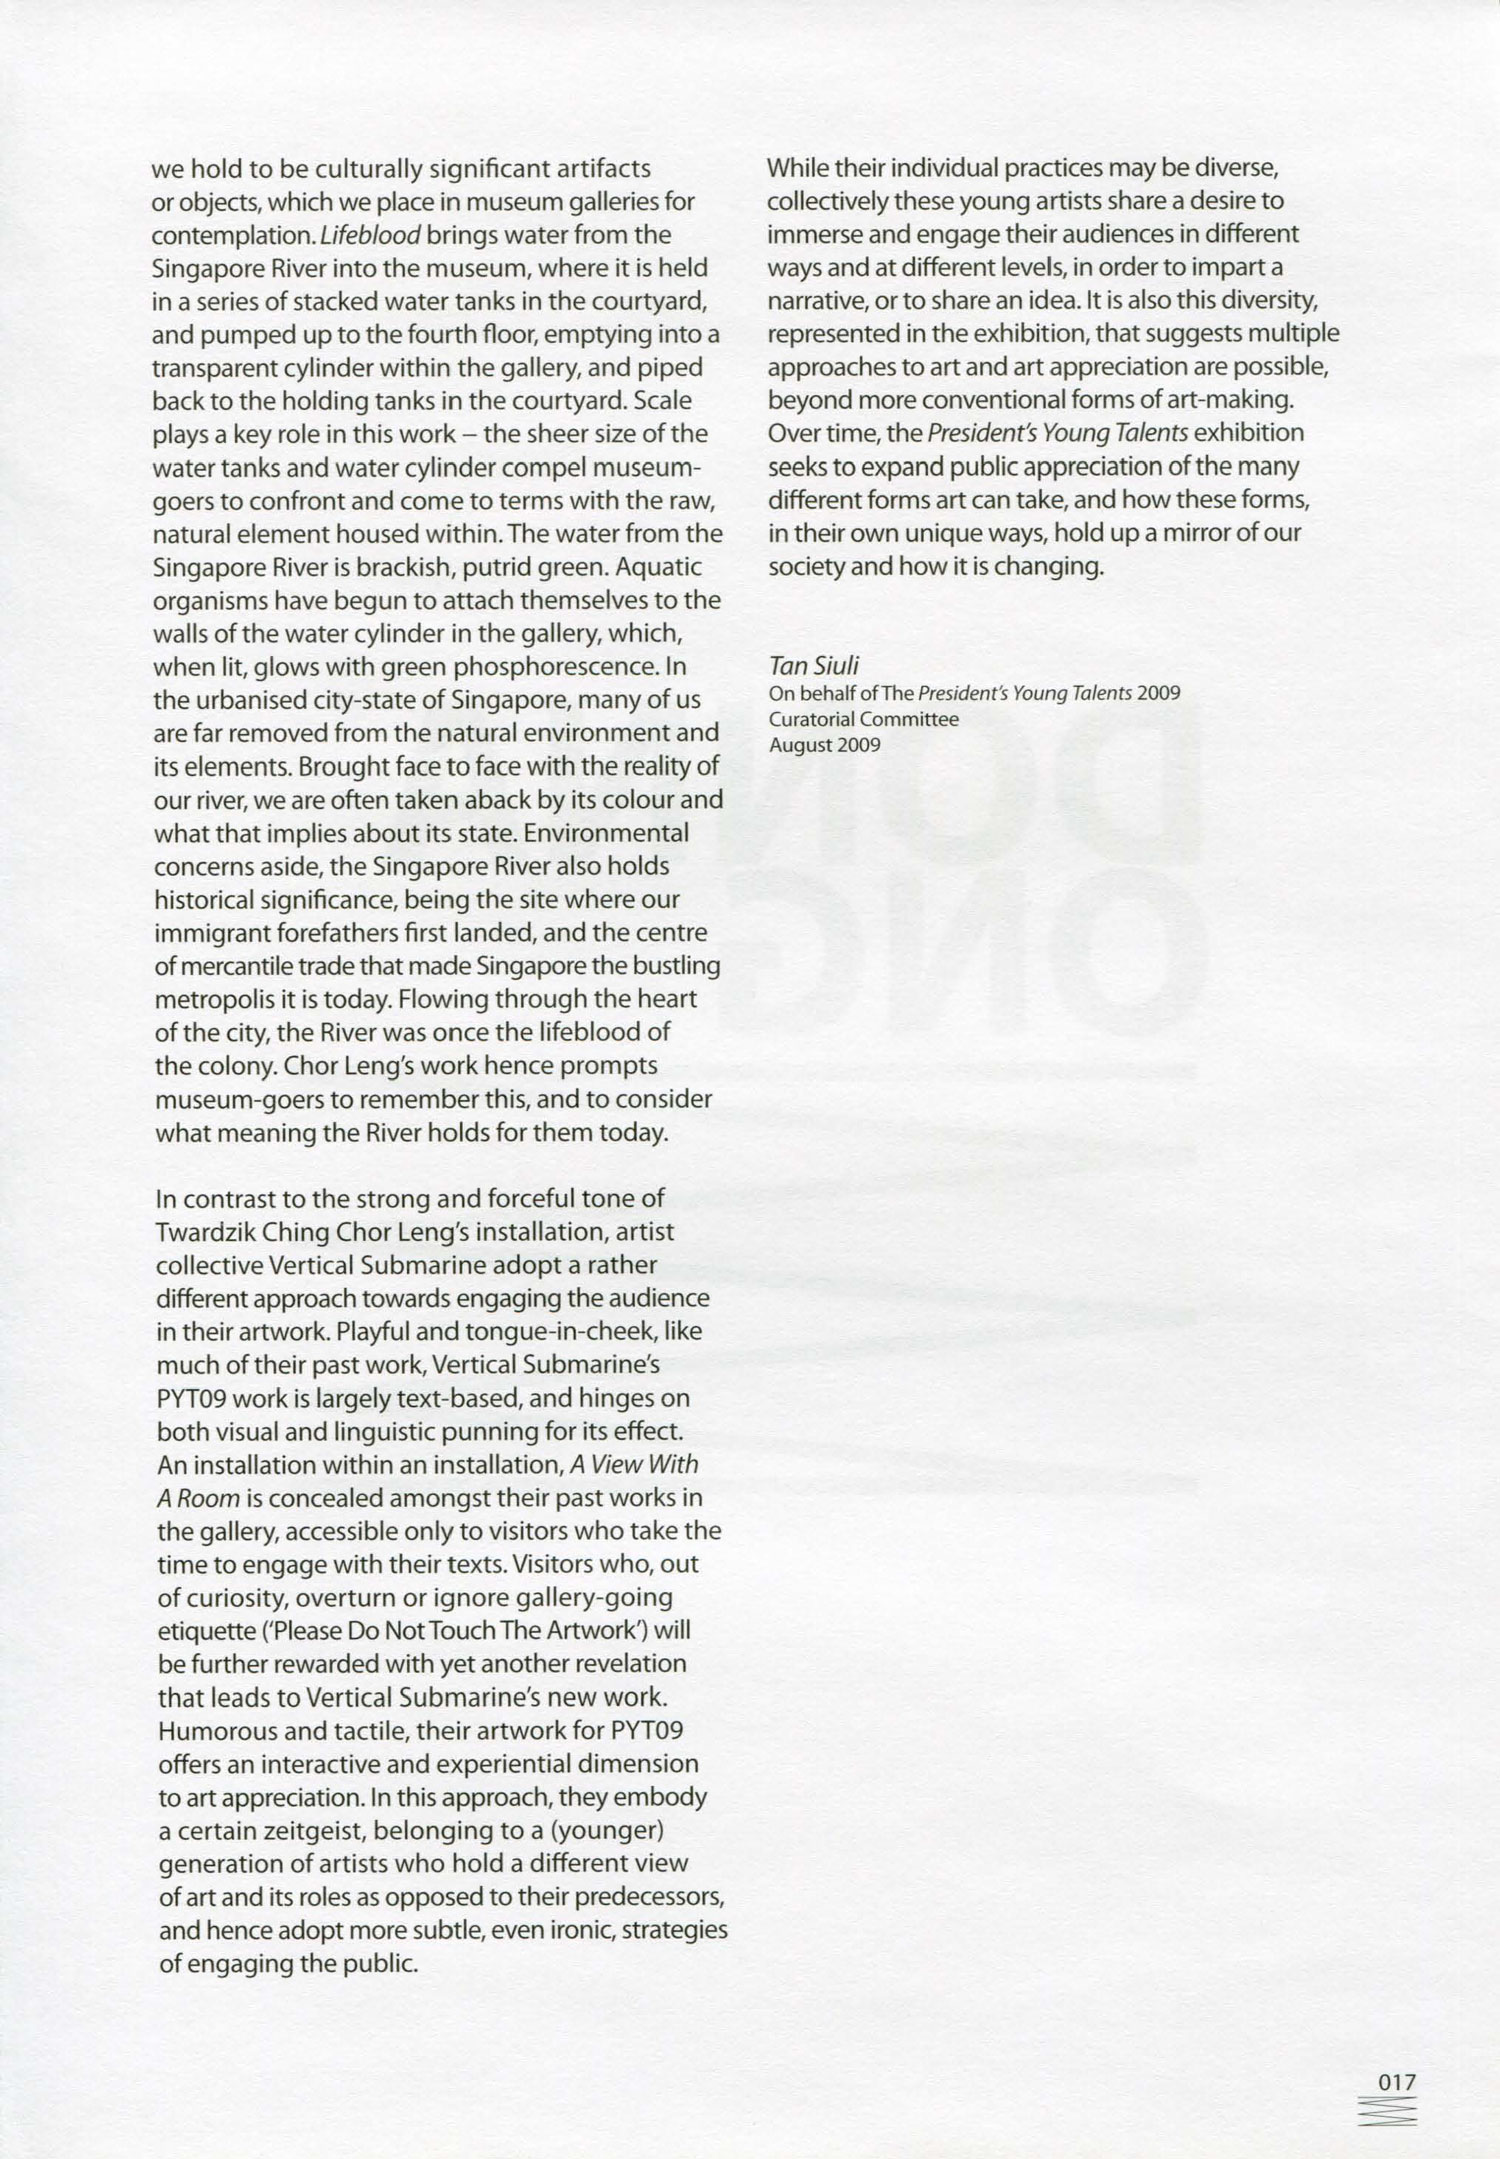 we hold to be culturally significant artifacts
or objects, which we place in museum galleries for
contemplation. Lifeblood brings water from the
Singapore River into the museum, where it is held
in a series of stacked water tanks in the courtyard,
and pumped up to the fourth floor, emptying into a
transparent cylinder within the gallery, and piped
back to the holding tanks in the courtyard. Scale
plays a key role in this work – the sheer size of the
water tanks and water cylinder compel museum-
goers to confront and come to terms with the raw,
natural element housed within. The water from the
Singapore River is brackish, putrid green. Aquatic
organisms have begun to attach themselves to the
walls of the water cylinder in the gallery, which,
when lit, glows with green phosphorescence. In
the urbanised city-state of Singapore, many of us
are far removed from the natural environment and
its elements. Brought face to face with the reality of
our river, we are often taken aback by its colour and
what that implies about its state. Environmental
concerns aside, the Singapore River also holds
historical significance, being the site where our
immigrant forefathers first landed, and the centre
of mercantile trade that made Singapore the bustling
metropolis it is today. Flowing through the heart
of the city, the River was once the lifeblood of
the colony. Chor Leng's work hence prompts
museum-goers to remember this, and to consider
what meaning the River holds for them today.
In contrast to the strong and forceful tone of
Twardzik Ching Chor Leng's installation, artist
collective Vertical Submarine adopt a rather
different approach towards engaging the audience
in their artwork. Playful and tongue-in-cheek, like
much of their past work, Vertical Submarine's
PYT09 work is largely text-based, and hinges on
both visual and linguistic punning for its effect.
An installation within an installation, A View With
A Room is concealed amongst their past works in
the gallery, accessible only to visitors who take the
time to engage with their texts. Visitors who, out
of curiosity, overturn or ignore gallery-going
etiquette ('Please Do Not Touch The Artwork') will
be further rewarded with yet another revelation
that leads to Vertical Submarine's new work.
Humorous and tactile, their artwork for PYT09
offers an interactive and experiential dimension
to art appreciation. In this approach, they embody
a certain zeitgeist, belonging to a (younger)
generation of artists who hold a different view
of art and its roles as opposed to their predecessors,
and hence adopt more subtle, even ironic, strategies
of engaging the public.
While their individual practices may be diverse,
collectively these young artists share a desire to
immerse and engage their audiences in different
ways and at different levels, in order to impart a
narrative, or to share an idea. It is also this diversity,
represented in the exhibition, that suggests multiple
approaches to art and art appreciation are possible,
beyond more conventional forms of art-making.
Over time, the President's Young Talents exhibition
seeks to expand public appreciation of the many
different forms art can take, and how these forms,
in their own unique ways, hold up a mirror of our
society and how it is changing.
Tan Siuli
On behalf of The President's Young Talents 2009
Curatorial Committee
August 2009
017